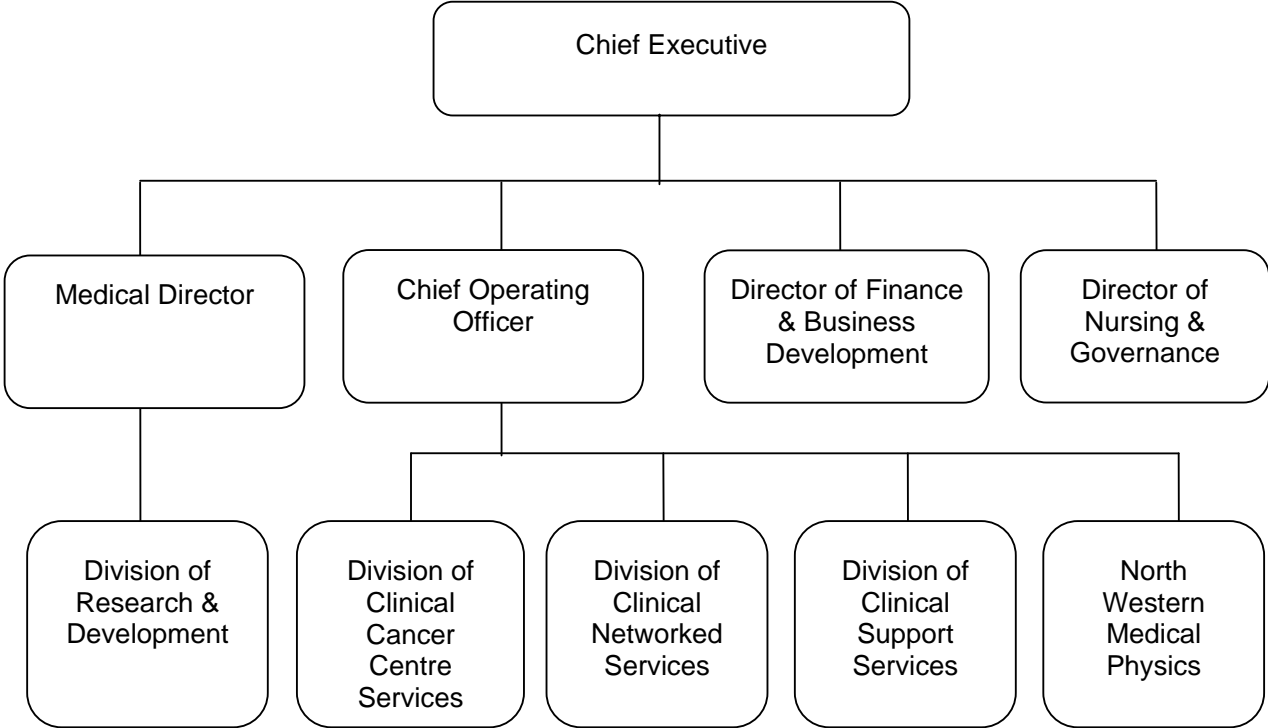 Chief Executive
Medical Director
Chief Operating
Officer
Director of Finance
& Business
Development
Director of
Nursing &
Governance
Division of
Research &
Development
Division of
Clinical
Cancer
Centre
Services
Division of
Clinical
Networked
Services
Division of
Clinical
Support
Services
North
Western
Medical
Physics